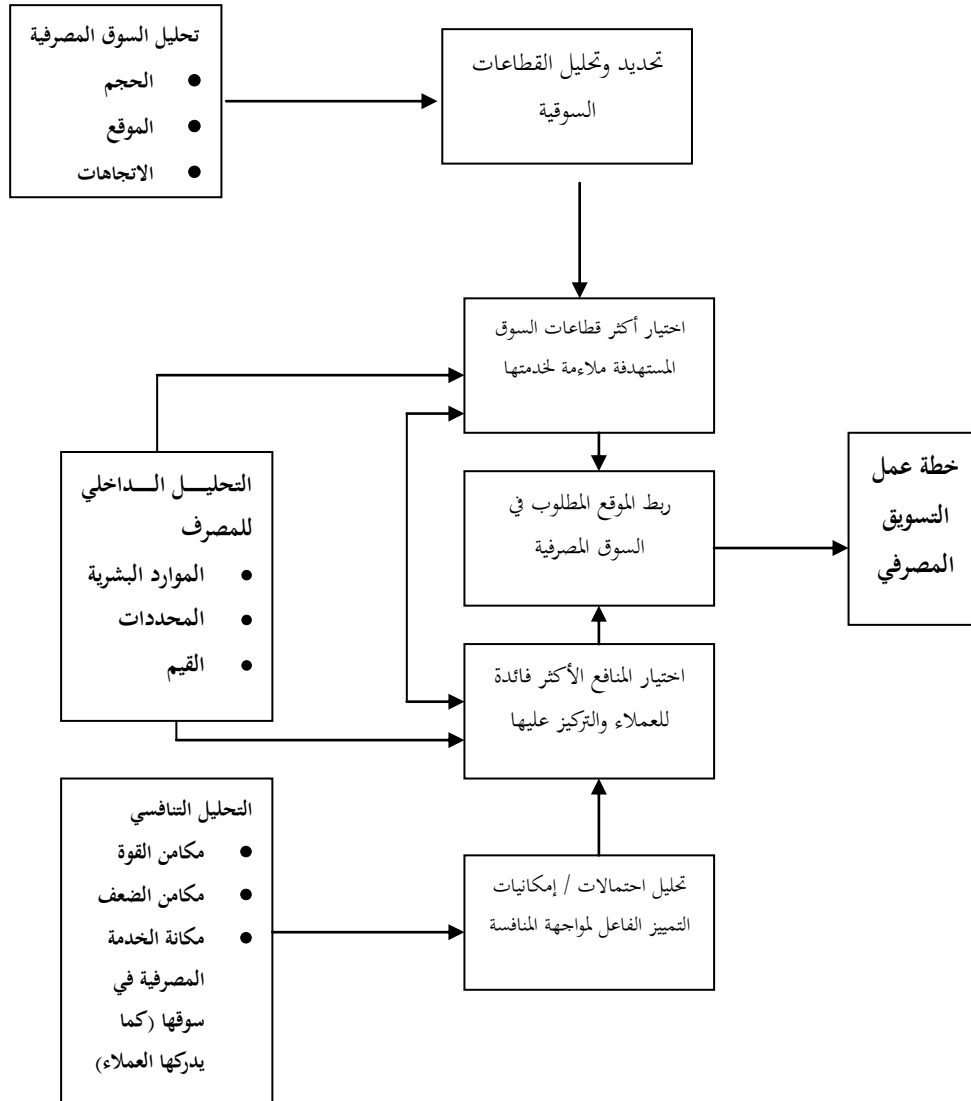 تحليل السوق المصرفية
● الحجم
● الموقع
● الاتجاهات
تحديد وتحليل القطاعات
السوقية
اختيار أكثر قطاعات السوق
المستهدفة ملاءمة لخدمتها
التحليــــل الــــداخلي
للمصرف
● الموارد البشرية
● المحددات
● القيم
ربط الموقع المطلوب في
السوق المصرفية
خطة عمل
التسويق
المصرفي
اختيار المنافع الأكثر فائدة
للعملاء والتركيز عليها
التحليل التنافسي
● مكامن القوة
● مكامن الضعف
● مكانة الخدمة
المصرفية في
سوقها (كما
يدركها العملاء)
تحليل احتمالات / إمكانيات
التمييز الفاعل لمواجهة المنافسة